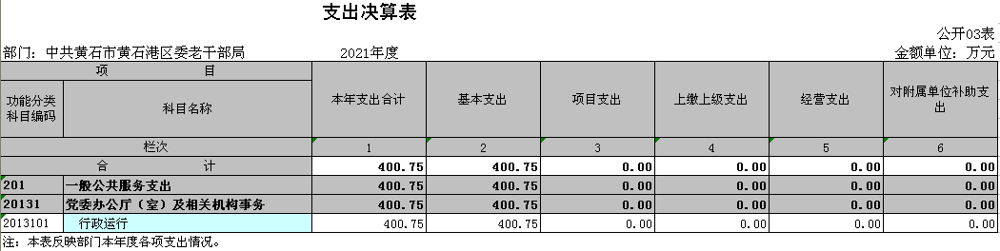 支出决算表
公开03表
部门：中共黄石市黄石港区委老干部局 2021年度 金额单位：万元
项 目 本年支出合计 基本支出 项目支出 上缴上级支出 经营支出 对附属单位补助支出
功能分类科目编码 科目名称
栏次 1 2 3 4 5 6
合 计 400.75 400.75 0.00 0.00 0.00 0.00
201 一般公共服务支出 400.75 400.75 0.00 0.00 0.00 0.00
20131 党委办公厅（室）及相关机构事务 400.75 400.75 0.00 0.00 0.00 0.00
2013101 行政运行 400.75 400.75 0.00 0.00 0.00 0.00
注：本表反映部门本年度各项支出情况。